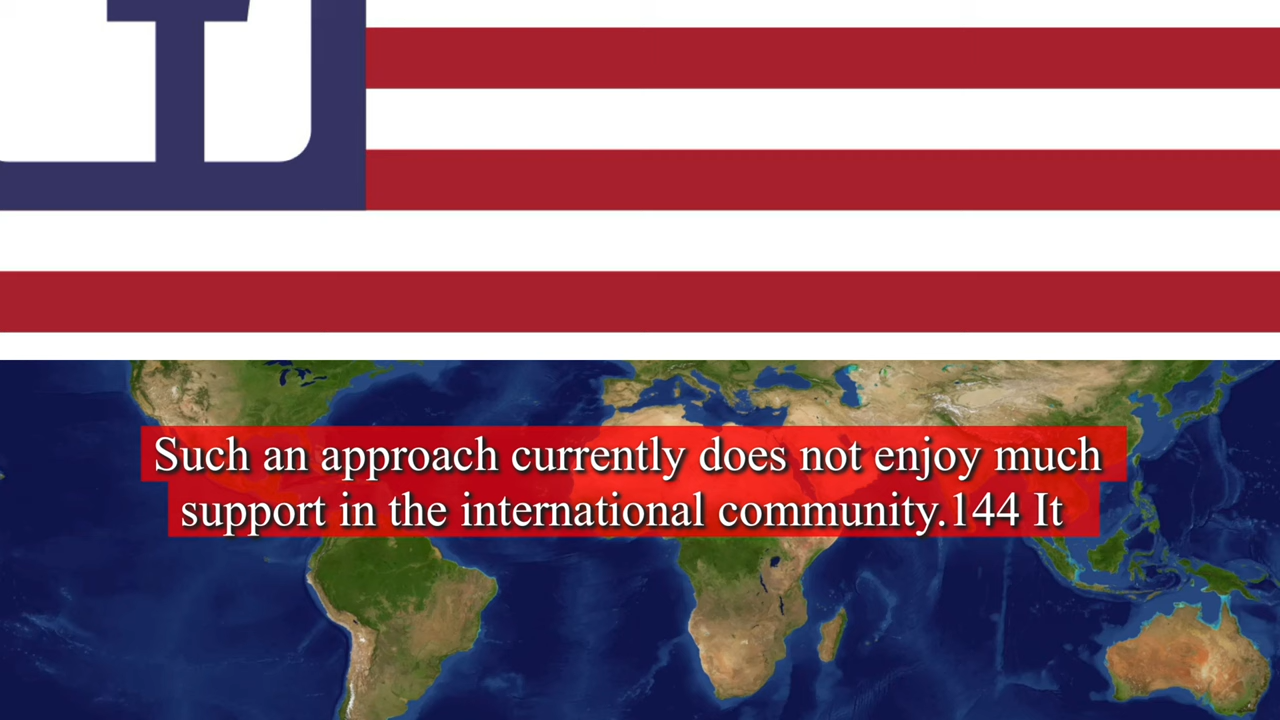 Such an approach currently does not enjoy much
support in the international community.144 It